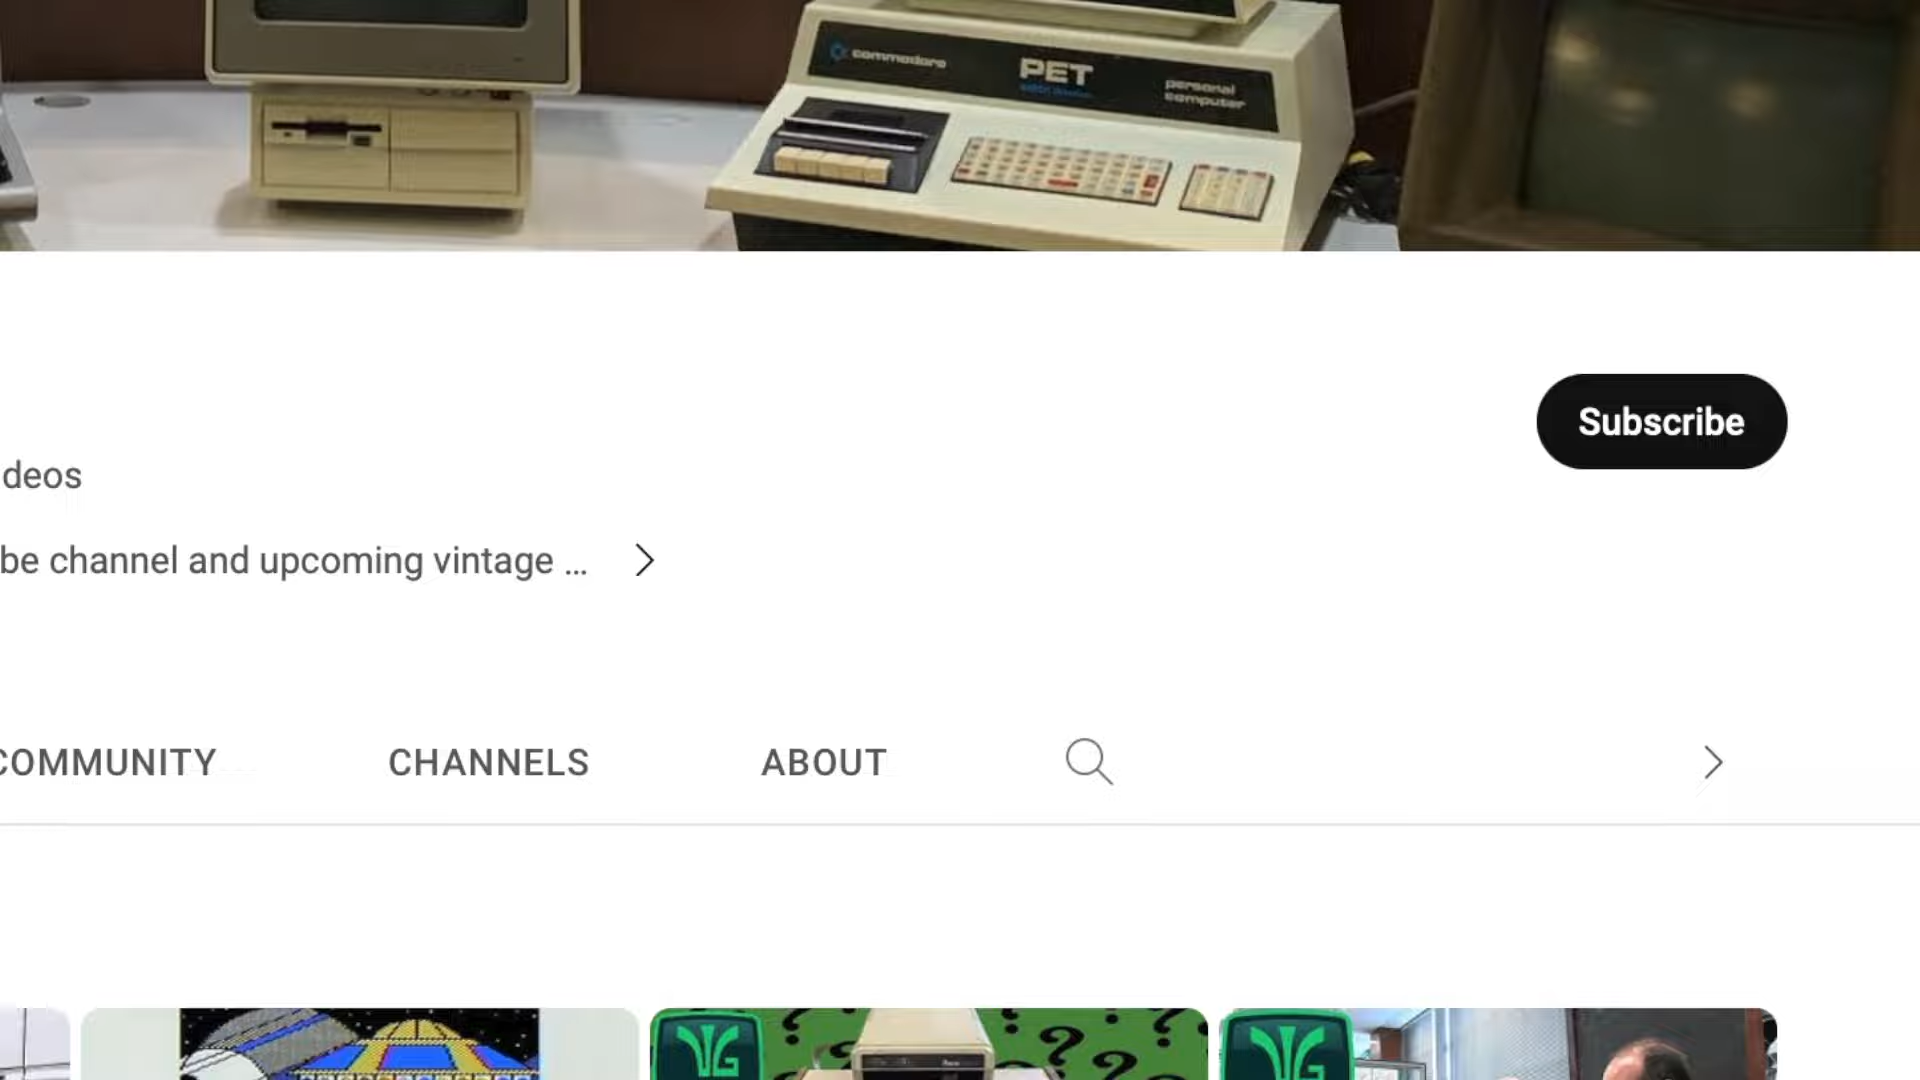 commodore
PET
personal
computer
Subscribe
deos
be channel and upcoming vintage ...
COMMUNITY
CHANNELS
ABOUT